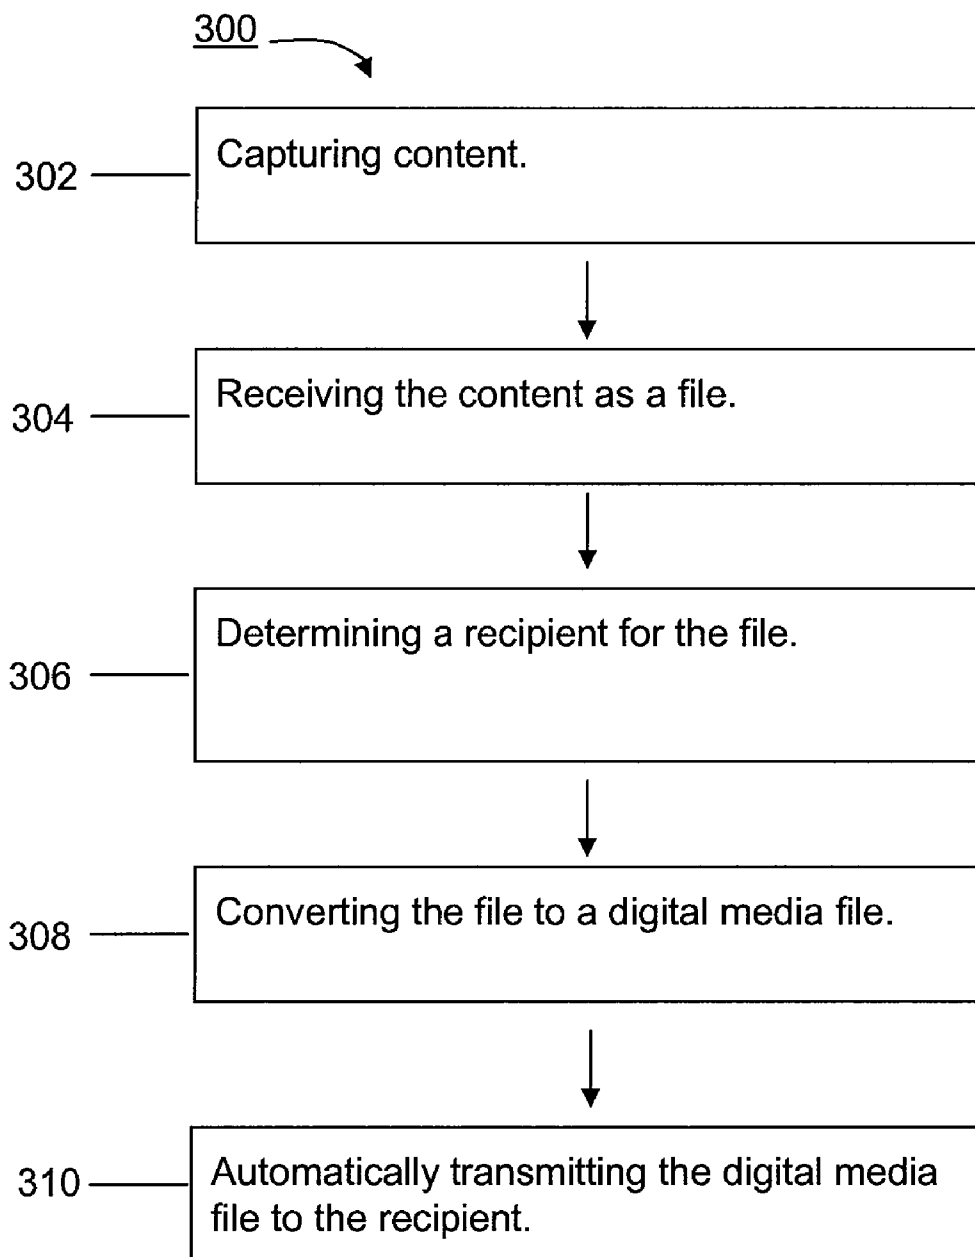 300
302
Capturing content.
304
Receiving the content as a file.
306
Determining a recipient for the file.
308
Converting the file to a digital media file.
310
Automatically transmitting the digital media
file to the recipient.